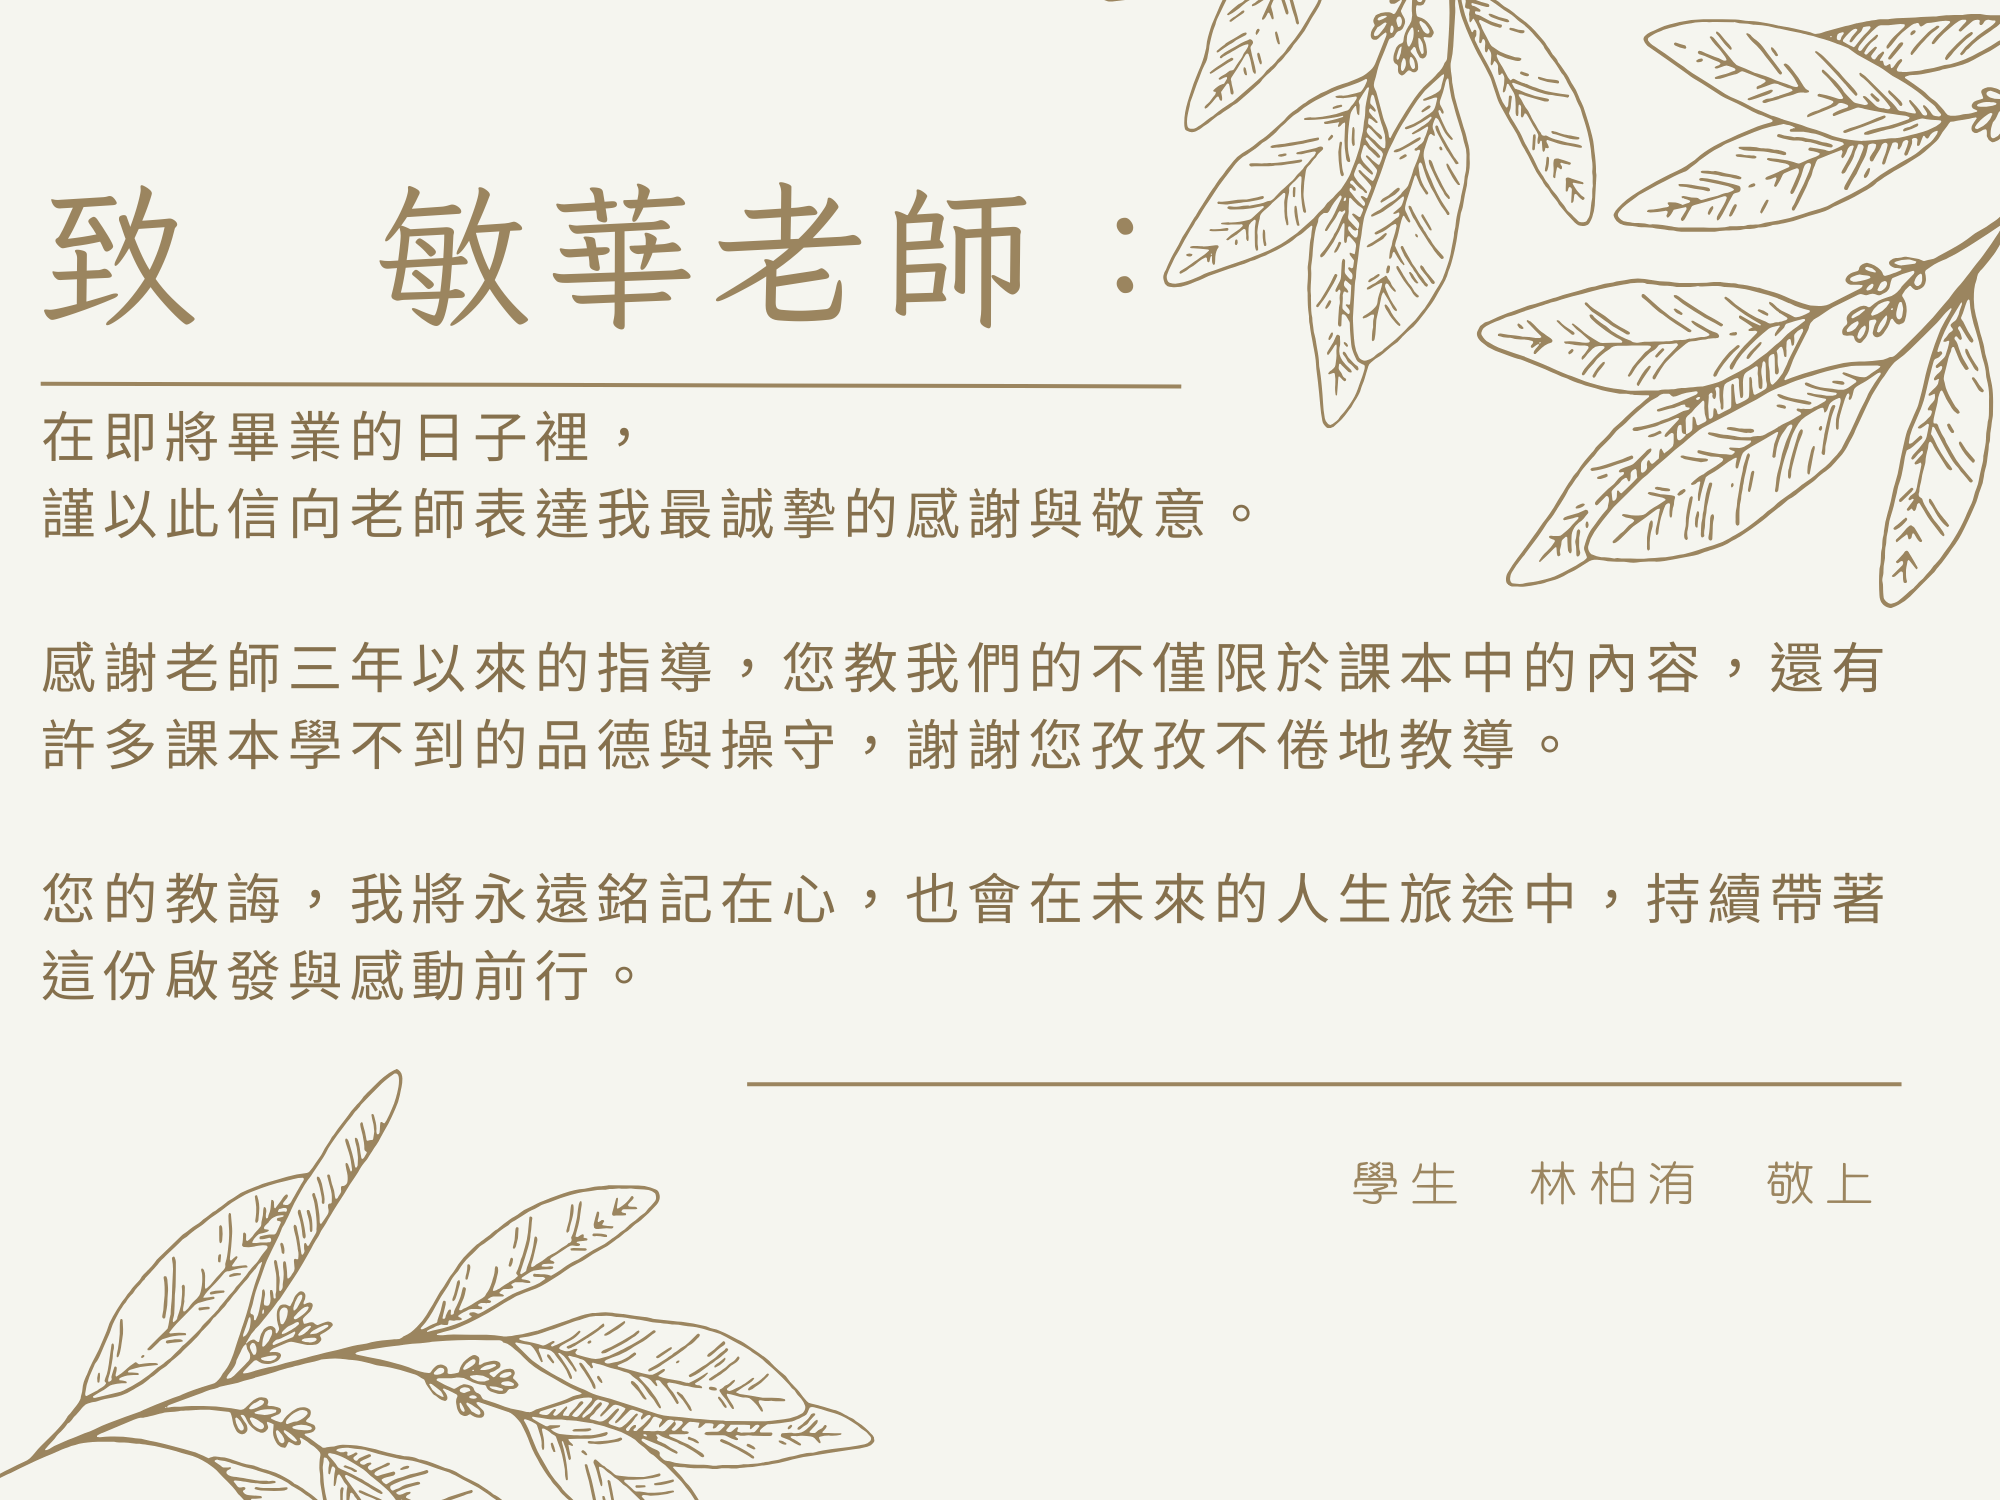 致　敏華老師：
在即將畢業的日子裡，
謹以此信向老師表達我最誠摯的感謝與敬意。
感謝老師三年以來的指導，您教我們的不僅限於課本中的內容，還有
許多課本學不到的品德與操守，謝謝您孜孜不倦地教導。
您的教誨，我將永遠銘記在心，也會在未來的人生旅途中，持續帶著
這份啟發與感動前行。
學生　林柏洧　敬上